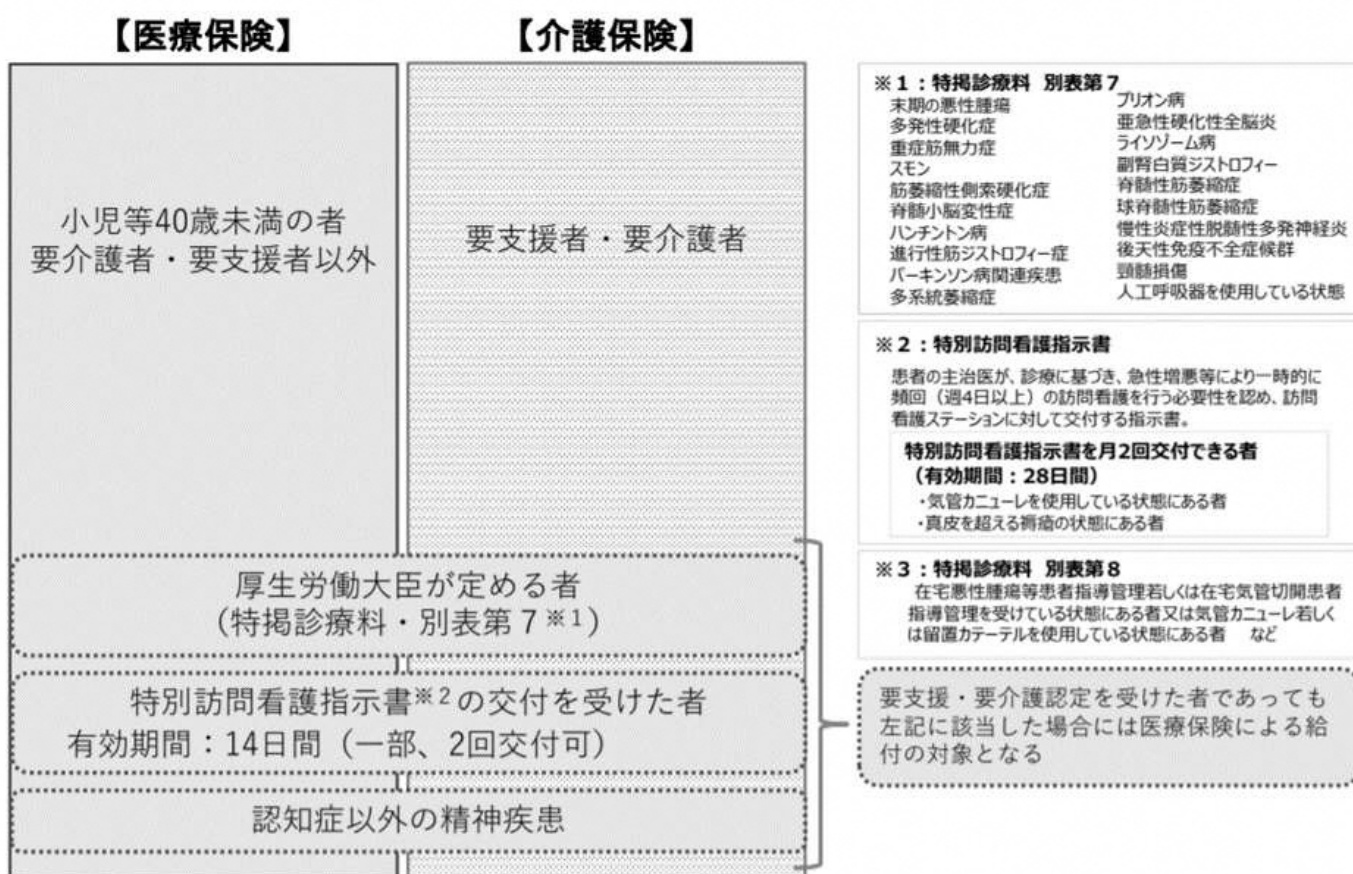 【医療保険】
【介護保険】
小児等40歳未満の者
要介護者・要支援者以外
要支援者・要介護者
厚生労働大臣が定める者
(特掲診療料・別表第7※1)
特別訪問看護指示書※2の交付を受けた者
有効期間:14日間(一部、2回交付可)
認知症以外の精神疾患
※1:特掲診療料 別表第7
末期の悪性腫瘍
多発性硬化症
重症筋無力症
スモン
筋萎縮性側索硬化症
脊髄小脳変性症
ハンチントン病
進行性筋ジストロフィー症
パーキンソン病関連疾患
多系統萎縮症
プリオン病
亜急性硬化性全脳炎
ライソゾーム病
副腎白質ジストロフィー
脊髄性筋萎縮症
球脊髄性筋萎縮症
慢性炎症性脱髄性多発神経炎
後天性免疫不全症候群
頸髄損傷
人工呼吸器を使用している状態
※2:特別訪問看護指示書
患者の主治医が、診療に基づき、急性増悪等により一時的に
頻回(週4日以上)の訪問看護を行う必要性を認め、訪問
看護ステーションに対して交付する指示書。
特別訪問看護指示書を月2回交付できる者
(有効期間:28日間)
・気管カニューレを使用している状態にある者
・真皮を超える褥瘡の状態にある者
※3:特掲診療料 別表第8
在宅悪性腫瘍等患者指導管理若しくは在宅気管切開患者
指導管理を受けている状態にある者又は気管カニューレ若しく
は留置カテーテルを使用している状態にある者 など
要支援・要介護認定を受けた者であっても
左記に該当した場合には医療保険による給
付の対象となる